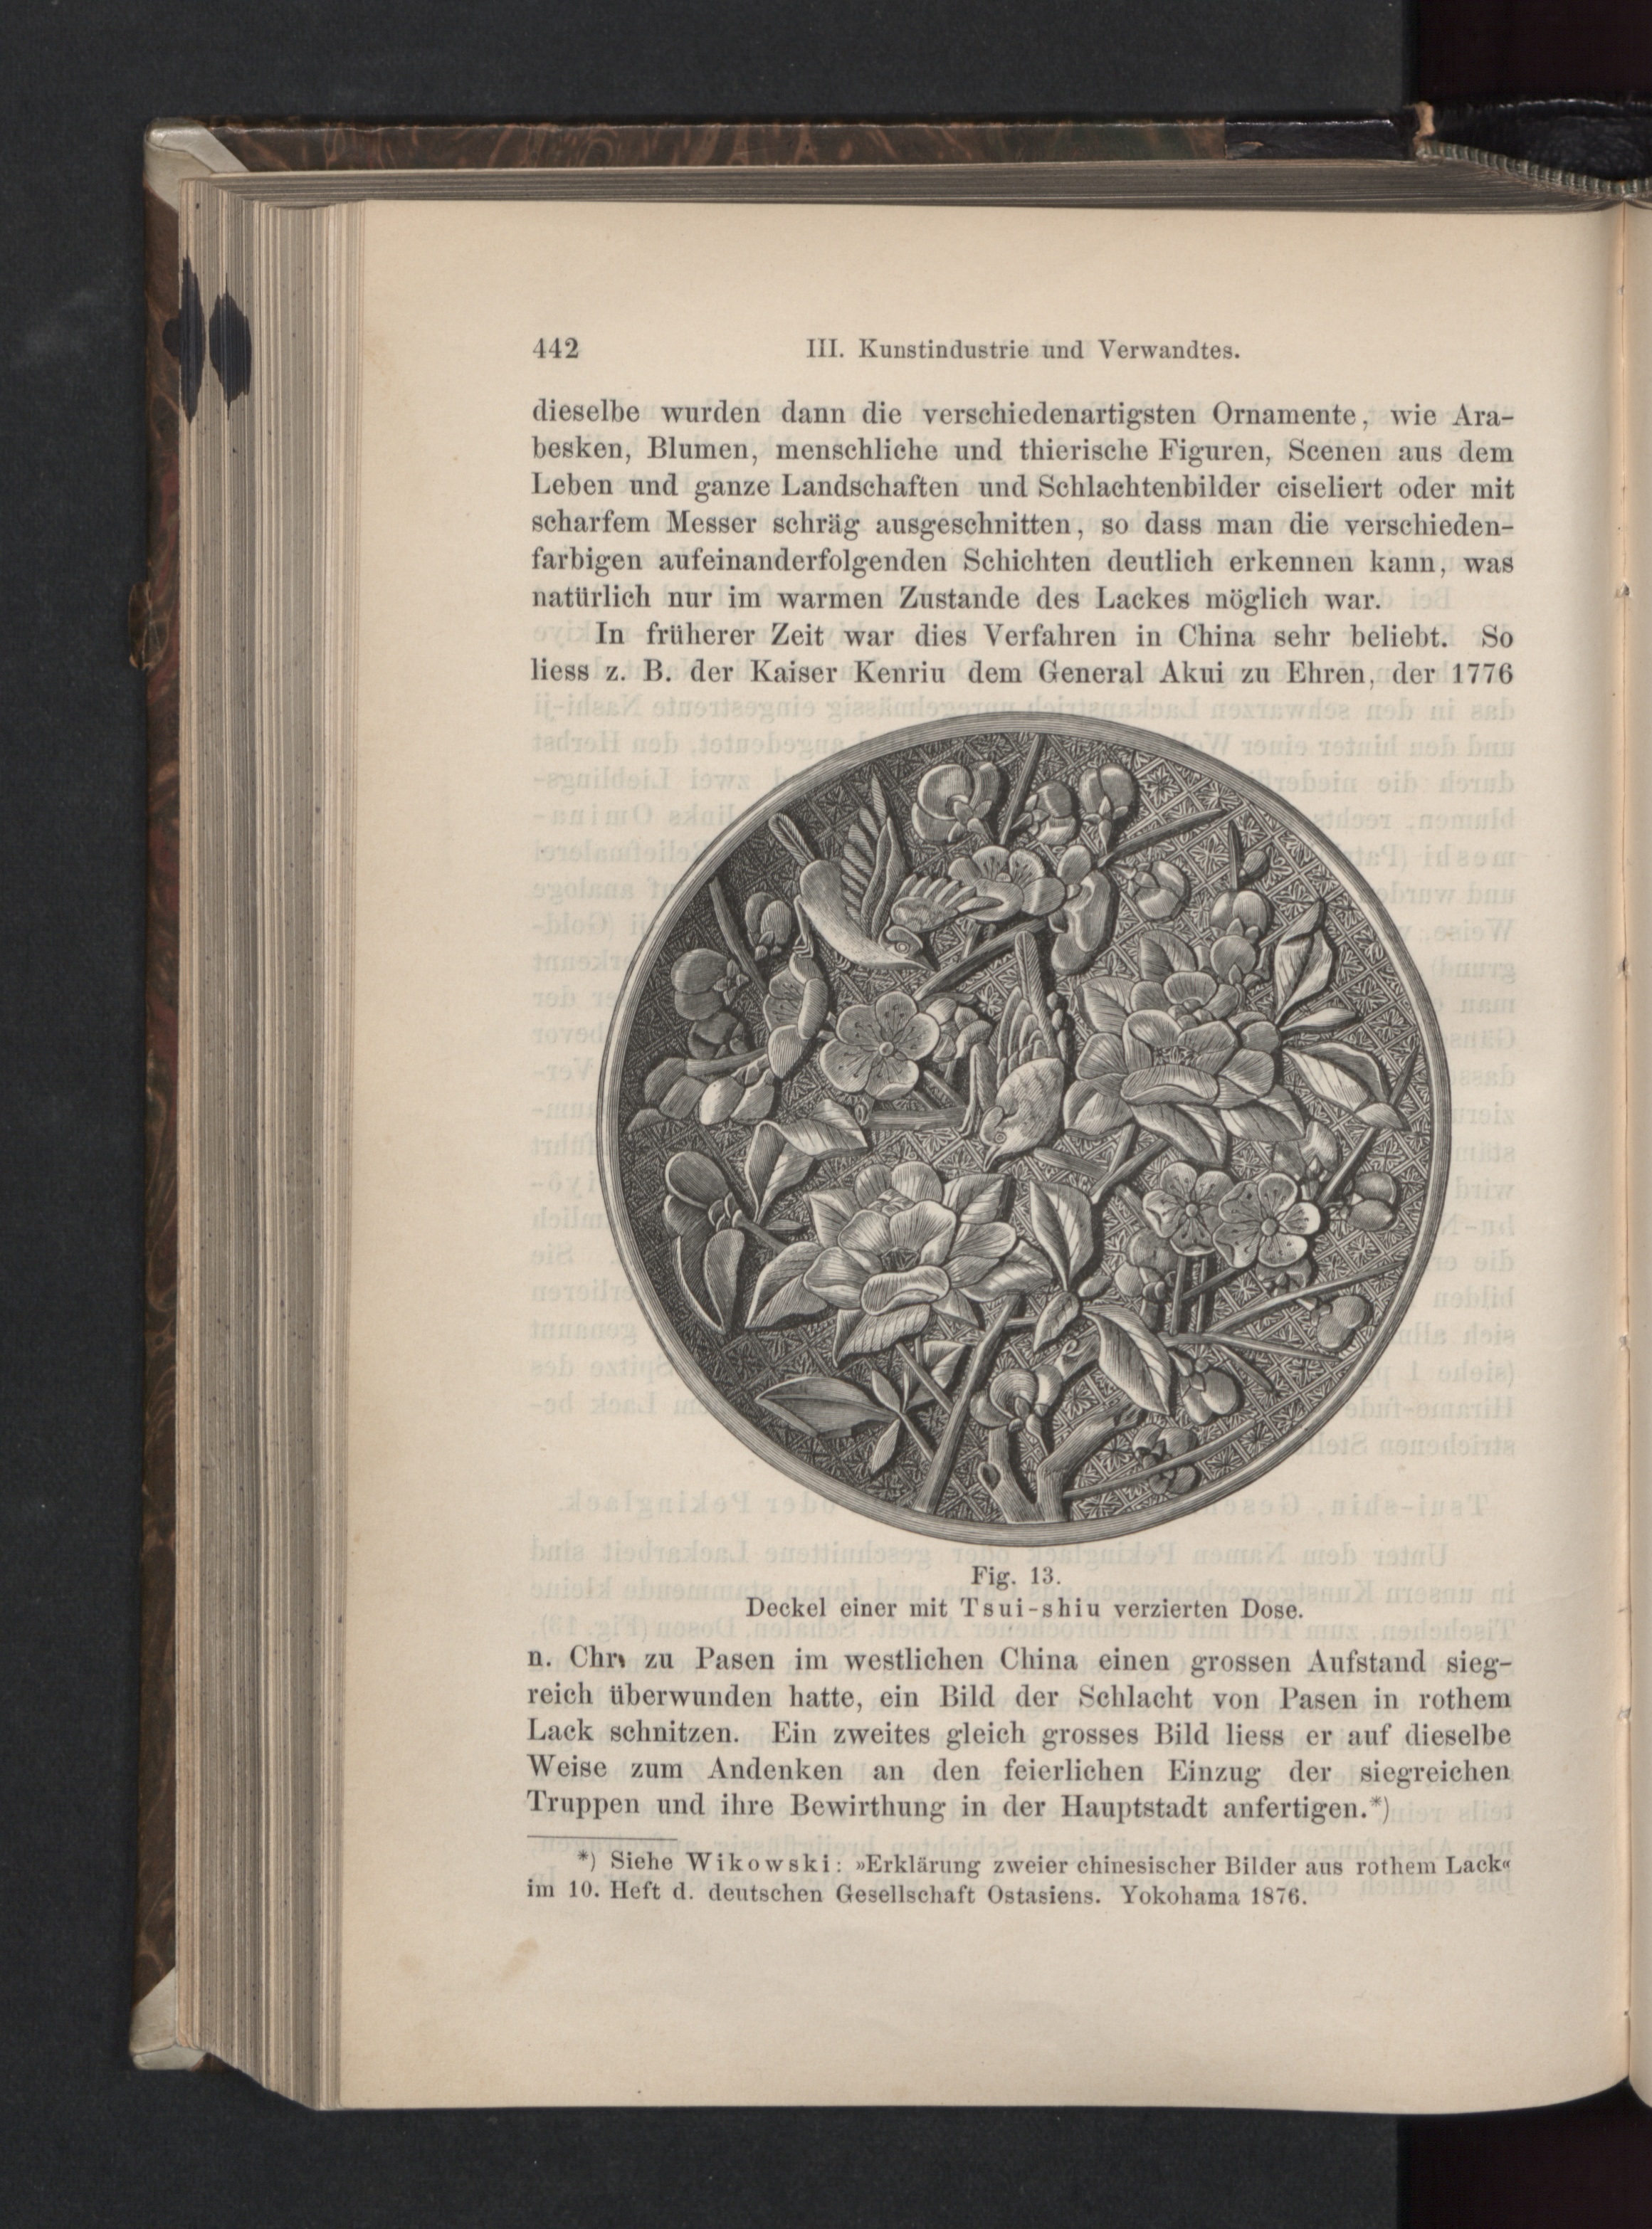 442 III. Kunstindustrie und Verwandtes.
dieselbe wurden dann die verschiedenartigsten Ornamente, wie Ara-
besken, Blumen, menschliche und thierische Figuren, Scenen aus dem
Leben und ganze Landschaften und Schlachtenbilder ciseliert oder mit
scharfem Messer schräg ausgeschnitten, so dass man die verschieden-
farbigen aufeinanderfolgenden Schichten deutlich erkennen kann, was
natürlich nur im warmen Zustande des Lackes möglich war.
In früherer Zeit war dies Verfahren in China sehr beliebt. So
liess z. B. der Kaiser Kenriu dem General Akui zu Ehren, der 1776
Fig. 13.
Deckel einer mit Tsui-shiu verzierten Dose.
n. Chr. zu Pasen im westlichen China einen grossen Aufstand sieg-
reich überwunden hatte, ein Bild der Schlacht von Pasen in rothem
Lack schnitzen. Ein zweites gleich grosses Bild liess er auf dieselbe
Weise zum Andenken an den feierlichen Einzug der siegreichen
Truppen und ihre Bewirthung in der Hauptstadt anfertigen.*)
*) Siehe Wikowski: »Erklärung zweier chinesischer Bilder aus rothem Lack«
im 10. Heft d. deutschen Gesellschaft Ostasiens. Yokohama 1876.